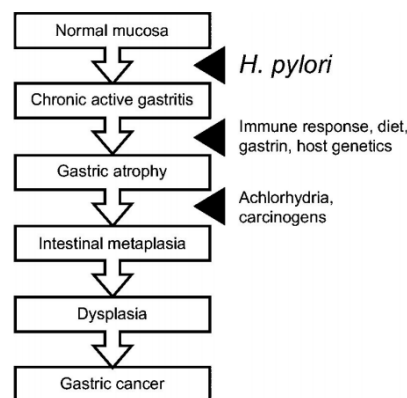 Normal mucosa
H. pylori
Chronic active gastritis
Immune response, diet,
gastrin, host genetics
Gastric atrophy
Achlorhydria,
carcinogens
Intestinal metaplasia
Dysplasia
Gastric cancer